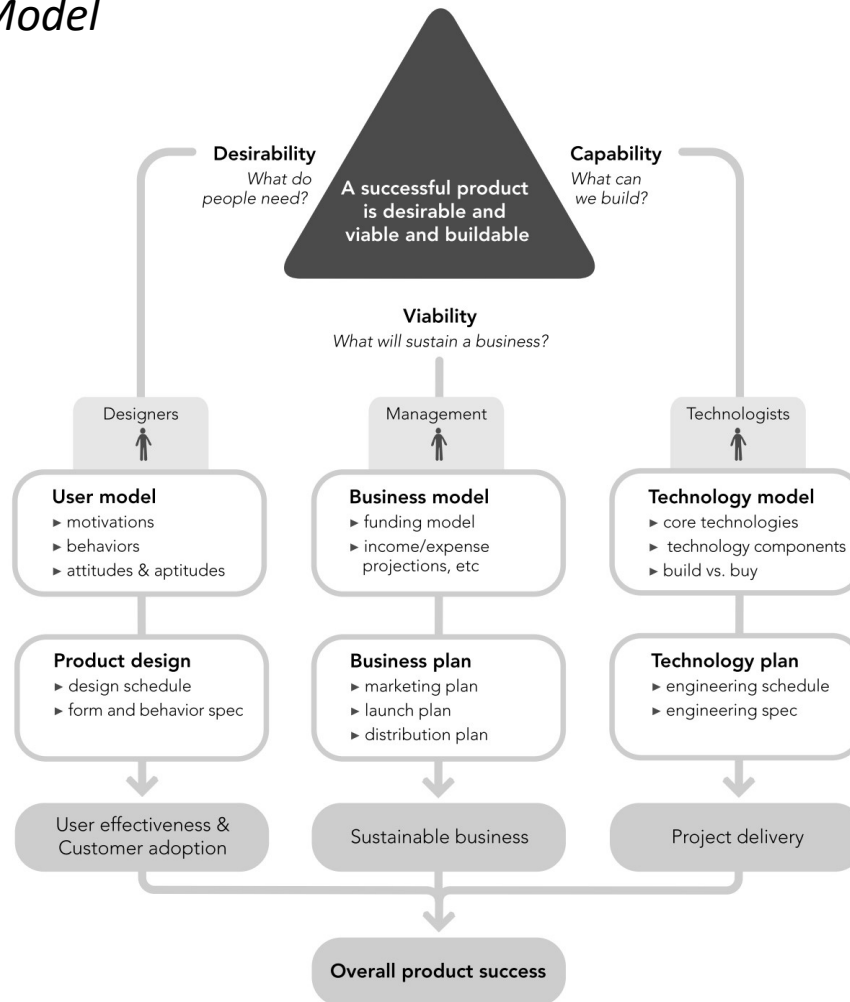 Model
Desirability
What do
people need?
Capability
What can
we build?
A successful product
is desirable and
viable and buildable
Viability
What will sustain a business?
Designers
User model
▸ motivations
▸ behaviors
▸ attitudes & aptitudes
Product design
▸ design schedule
▸ form and behavior spec
User effectiveness &
Customer adoption
Management
Business model
▸ funding model
▸ income/expense
projections, etc
Business plan
▸ marketing plan
▸ launch plan
▸ distribution plan
Sustainable business
Technologists
Technology model
▸ core technologies
▸ technology components
▸ build vs. buy
Technology plan
▸ engineering schedule
▸ engineering spec
Project delivery
Overall product success